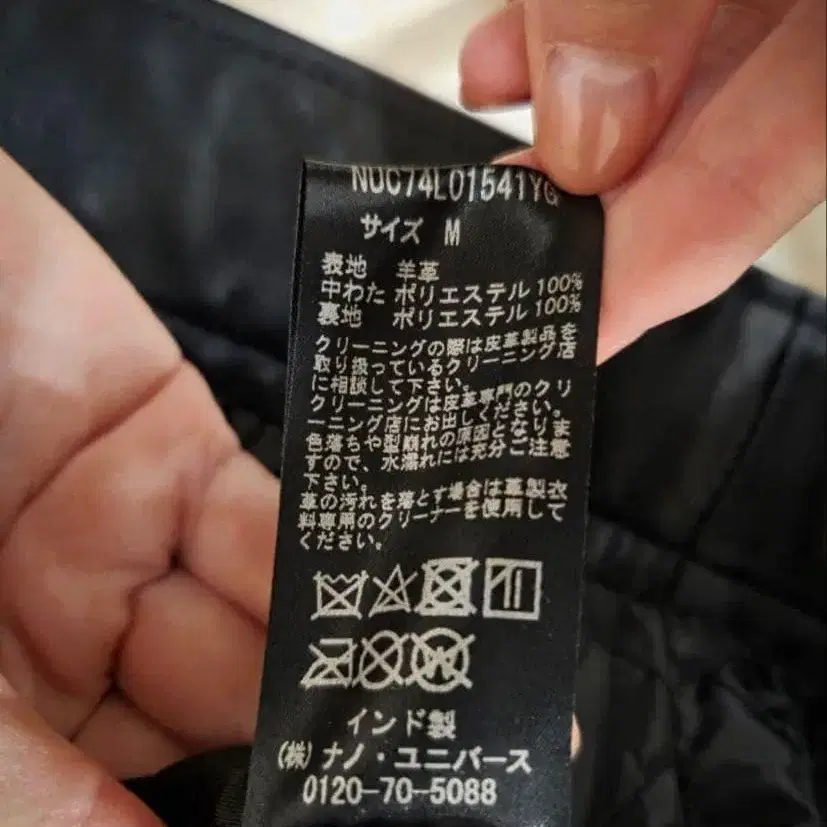 NUC74L01541YG
サイズ M
表地 羊革
中わた ポリエステル 100%
裏地 ポリエステル 100%
クリーニングの際は皮革製品を
取り扱っているクリーニング店
に相談して下さい。
クリーニングは皮革専門のクリ
ーニング店にお出しください。
色落ちや型崩れの原因となりま
すので、水濡れには充分ご注意
下さい。
革の汚れを落とす場合は革製衣
料専用のクリーナーを使用して
ください。
インド製
(株)ナノ・ユニバース
0120-70-5088